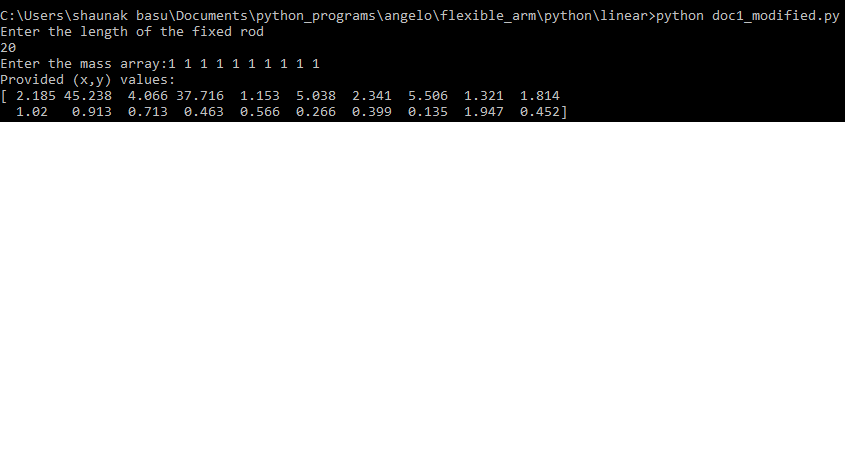 C:\Users\shaunak basu\Documents\python_programs\angelo\flexible_arm\python\linear>python doc1_modified.py
Enter the length of the fixed rod
20
Enter the mass array:1 1 1 1 1 1 1 1 1 1
Provided (x,y) values:
[ 2.185 45.238  4.066 37.716  1.153  5.038  2.341  5.506  1.321  1.814
  1.02   0.913  0.713  0.463  0.566  0.266  0.399  0.135  1.947  0.452]